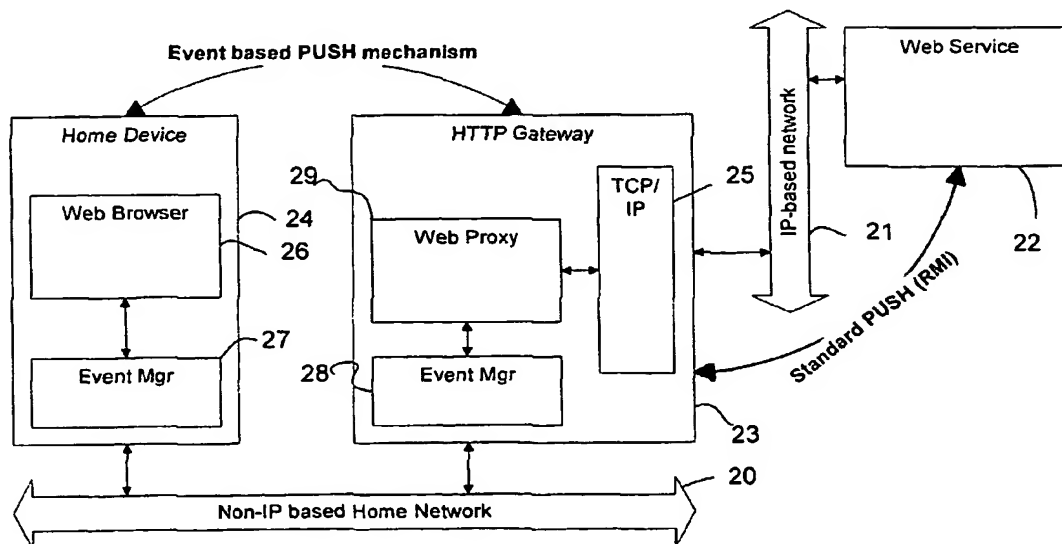 Event based PUSH mechanism
Home Device
Web Browser
24
26
27
Event Mgr
HTTP Gateway
29
Web Proxy
TCP/
IP
25
28
Event Mgr
23
IP-based network
21
Web Service
22
Standard PUSH (RMI)
20
Non-IP based Home Network